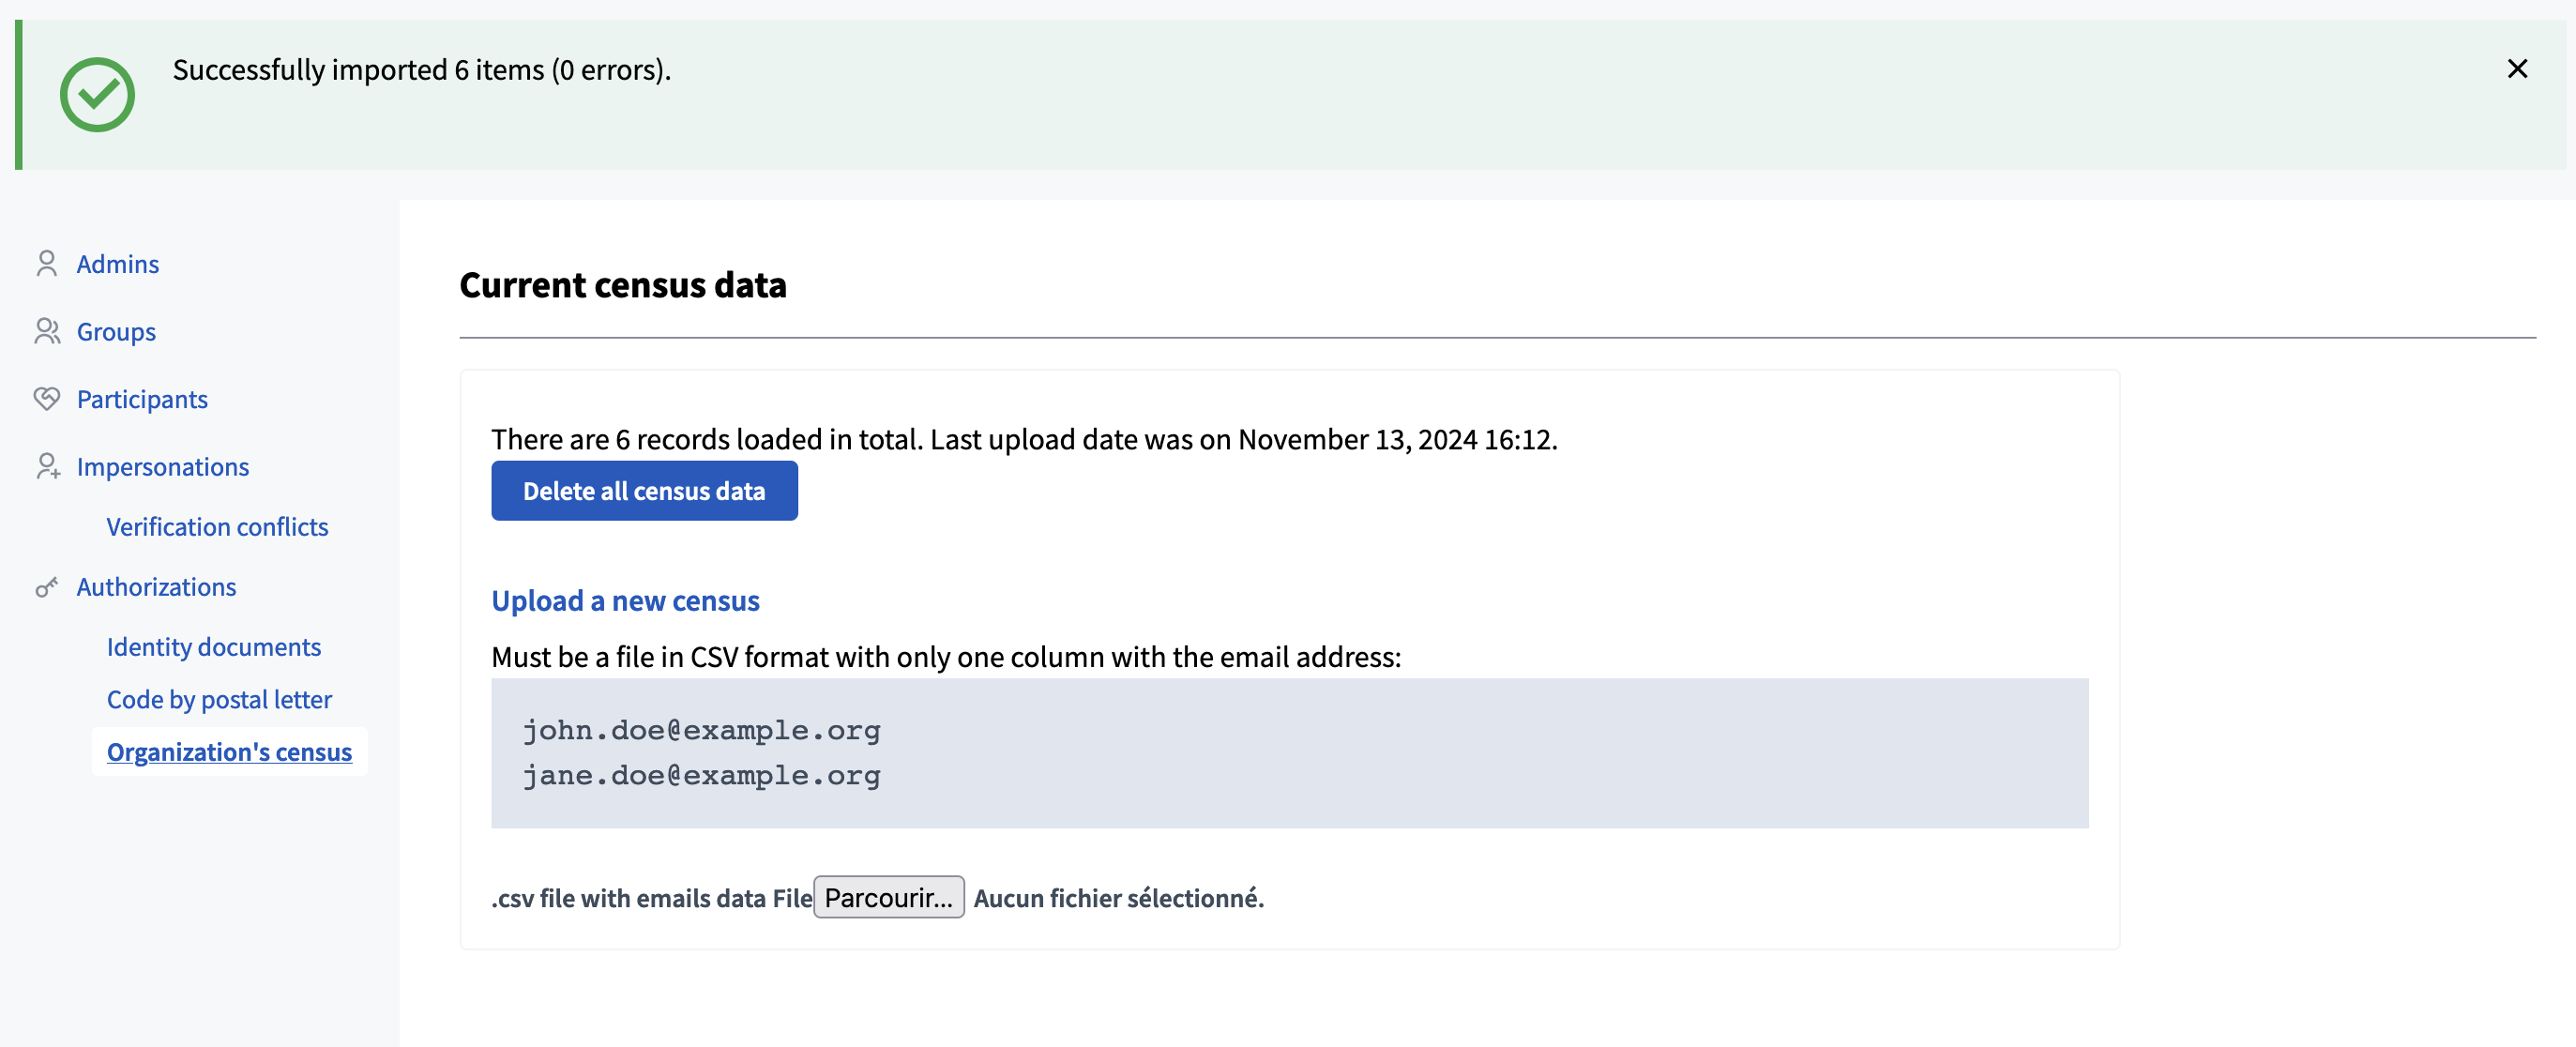 Successfully imported 6 items (0 errors).
Admins
Groups
Participants
Impersonations
Verification conflicts
Authorizations
Identity documents
Code by postal letter
Organization's census
Current census data
There are 6 records loaded in total. Last upload date was on November 13, 2024 16:12.
Delete all census data
Upload a new census
Must be a file in CSV format with only one column with the email address:
john.doe@example.org
jane.doe@example.org
.csv file with emails data File Parcourir... Aucun fichier sélectionné.